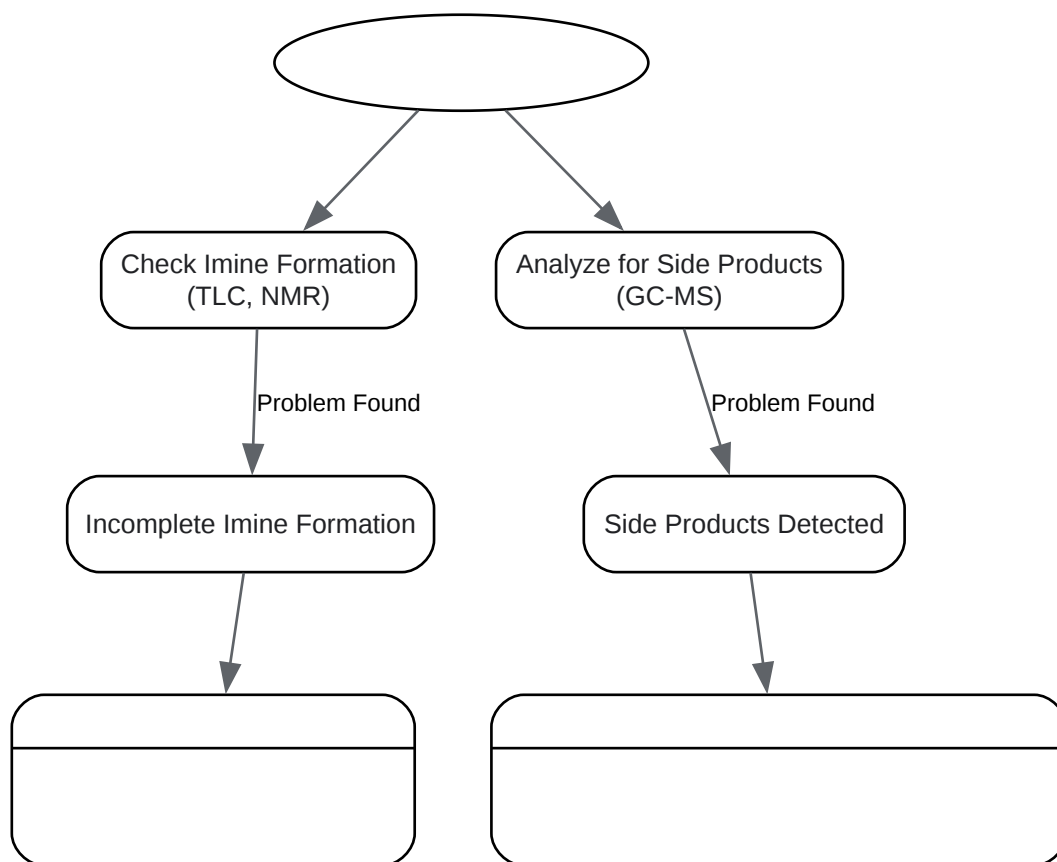 Check Imine Formation
(TLC, NMR)
Analyze for Side Products
(GC-MS)
Problem Found
Problem Found
Incomplete Imine Formation
Side Products Detected